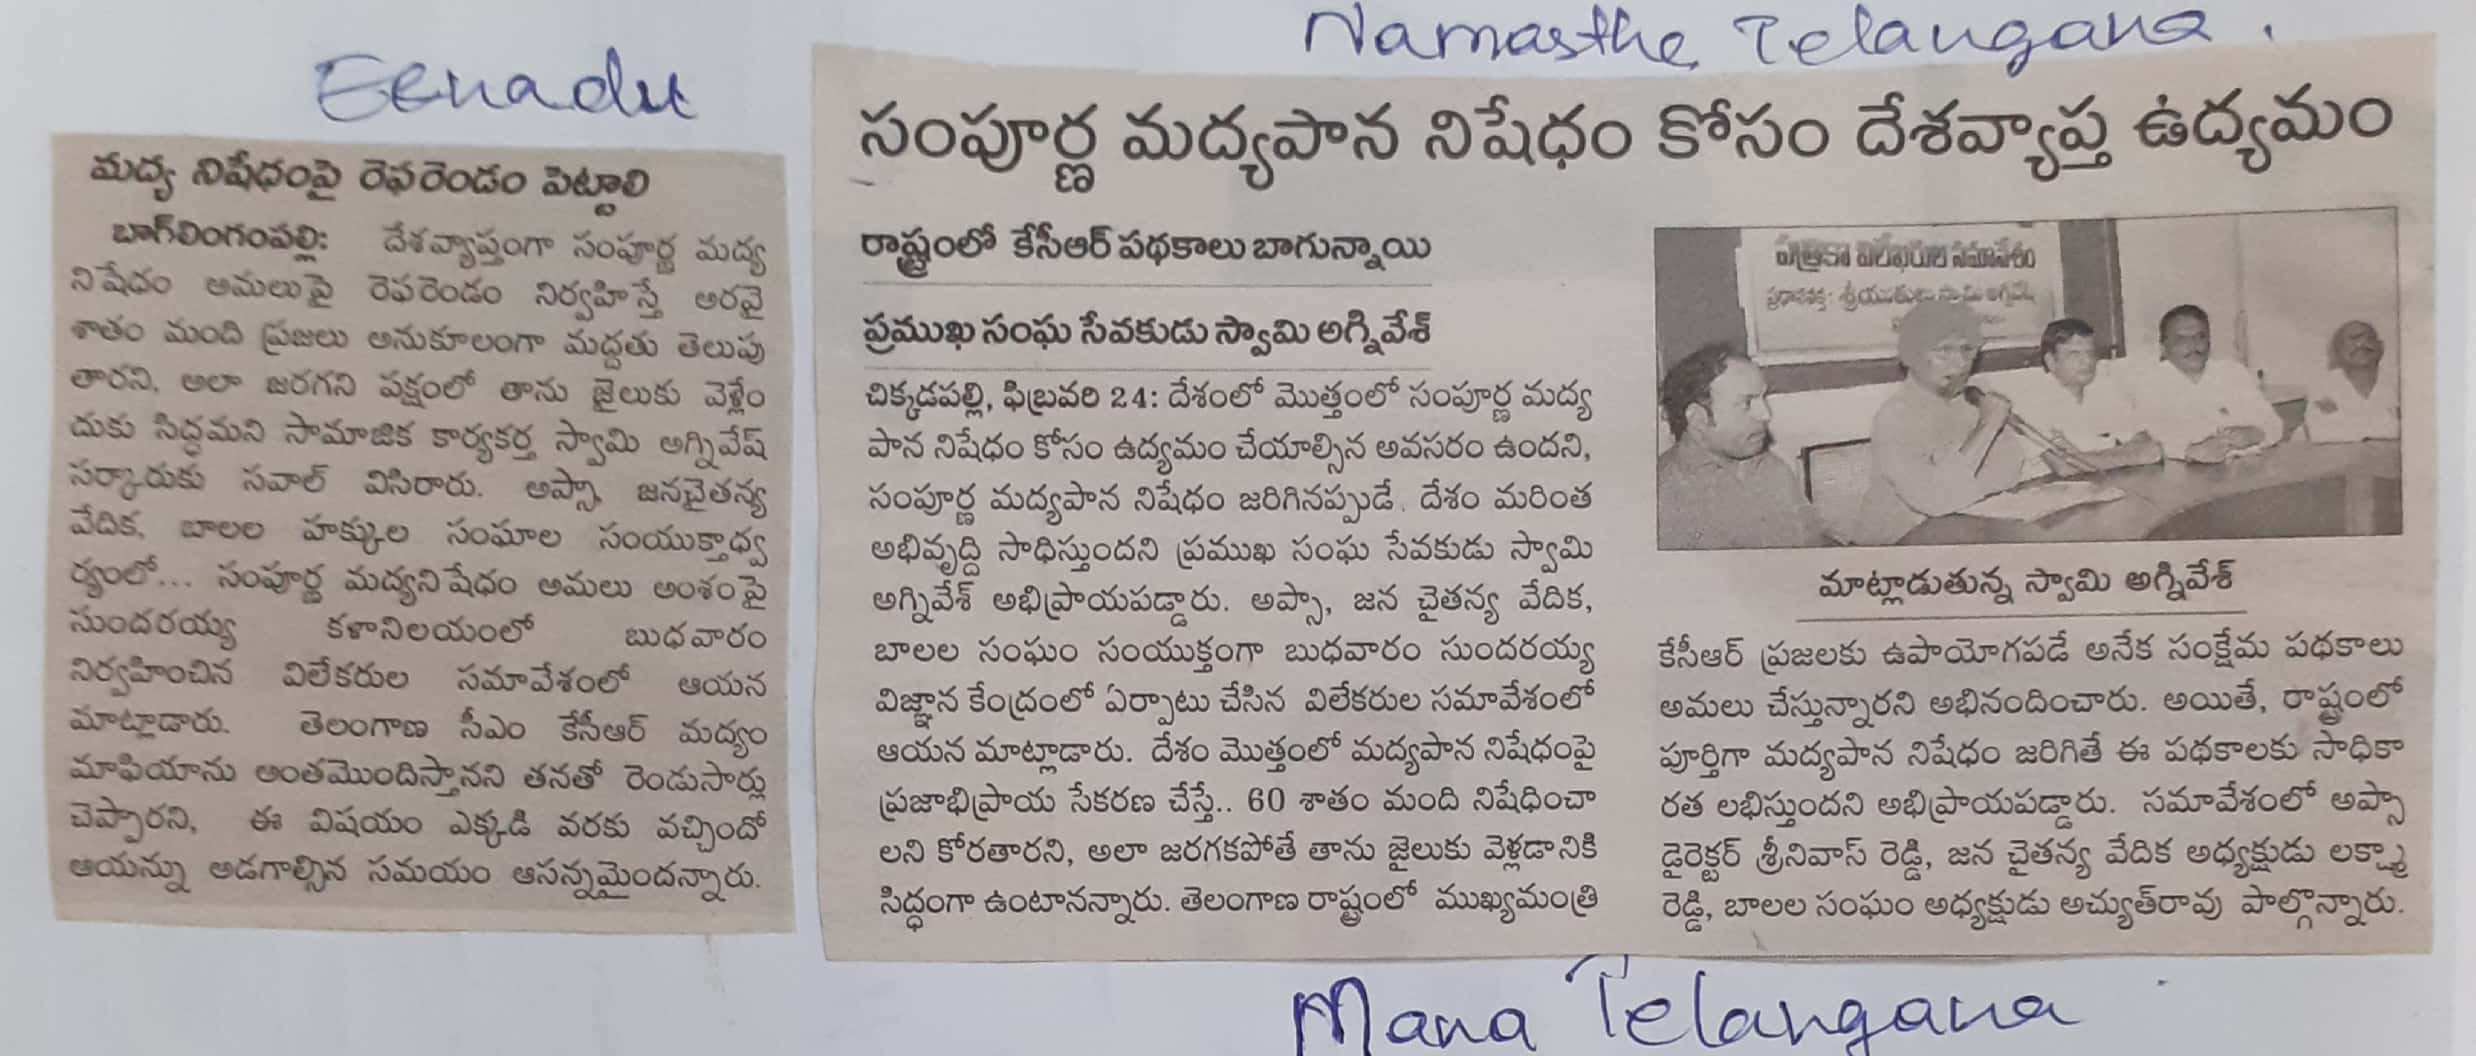 Eenadu
మద్య నిషేధంపై రెఫరెండం పెట్టాలి
బాగ్‌లింగంపల్లి: దేశవ్యాప్తంగా సంపూర్ణ మద్య
నిషేధం అమలుపై రెఫరెండం నిర్వహిస్తే అరవై
శాతం మంది ప్రజలు అనుకూలంగా మద్దతు తెలుపు
తారని, అలా జరగని పక్షంలో తాను జైలుకు వెళ్లేం
దుకు సిద్ధమని సామాజిక కార్యకర్త స్వామి అగ్నివేష్
సర్కారుకు సవాల్ విసిరారు. అప్సా, జనచైతన్య
వేదిక, బాలల హక్కుల సంఘాల సంయుక్తాధ్వ
ర్యంలో... సంపూర్ణ మద్యనిషేధం అమలు అంశంపై
సుందరయ్య కళానిలయంలో బుధవారం
నిర్వహించిన విలేకరుల సమావేశంలో ఆయన
మాట్లాడారు. తెలంగాణ సీఎం కేసీఆర్ మద్యం
మాఫియాను అంతమొందిస్తానని తనతో రెండుసార్లు
చెప్పారని, ఈ విషయం ఎక్కడి వరకు వచ్చిందో
ఆయన్ను అడగాల్సిన సమయం ఆసన్నమైందన్నారు.
Namasthe Telangana.
సంపూర్ణ మద్యపాన నిషేధం కోసం దేశవ్యాప్త ఉద్యమం
రాష్ట్రంలో కేసీఆర్ పథకాలు బాగున్నాయి
ప్రముఖ సంఘ సేవకుడు స్వామి అగ్నివేశ్
చిక్కడపల్లి, ఫిబ్రవరి 24: దేశంలో మొత్తంలో సంపూర్ణ మద్య
పాన నిషేధం కోసం ఉద్యమం చేయాల్సిన అవసరం ఉందని,
సంపూర్ణ మద్యపాన నిషేధం జరిగినప్పుడే దేశం మరింత
అభివృద్ది సాధిస్తుందని ప్రముఖ సంఘ సేవకుడు స్వామి
అగ్నివేశ్ అభిప్రాయపడ్డారు. అప్సా, జన చైతన్య వేదిక,
బాలల సంఘం సంయుక్తంగా బుధవారం సుందరయ్య
విజ్ఞాన కేంద్రంలో ఏర్పాటు చేసిన విలేకరుల సమావేశంలో
ఆయన మాట్లాడారు. దేశం మొత్తంలో మద్యపాన నిషేధంపై
ప్రజాభిప్రాయ సేకరణ చేస్తే.. 60 శాతం మంది నిషేధించా
లని కోరతారని, అలా జరగకపోతే తాను జైలుకు వెళ్లడానికి
సిద్ధంగా ఉంటానన్నారు. తెలంగాణ రాష్ట్రంలో ముఖ్యమంత్రి
పత్రికా విలేఖరుల సమావేశం
ప్రధానవక్త: శ్రీయుతులు స్వామి అగ్నివేశ్
మాట్లాడుతున్న స్వామి అగ్నివేశ్
కేసీఆర్ ప్రజలకు ఉపాయోగపడే అనేక సంక్షేమ పథకాలు
అమలు చేస్తున్నారని అభినందించారు. అయితే, రాష్ట్రంలో
పూర్తిగా మద్యపాన నిషేధం జరిగితే ఈ పథకాలకు సాధికా
రత లభిస్తుందని అభిప్రాయపడ్డారు. సమావేశంలో అప్సా
డైరెక్టర్ శ్రీనివాస్ రెడ్డి, జన చైతన్య వేదిక అధ్యక్షుడు లక్ష్మా
రెడ్డి, బాలల సంఘం అధ్యక్షుడు అచ్యుత్‌రావు పాల్గొన్నారు.
Mana Telangana